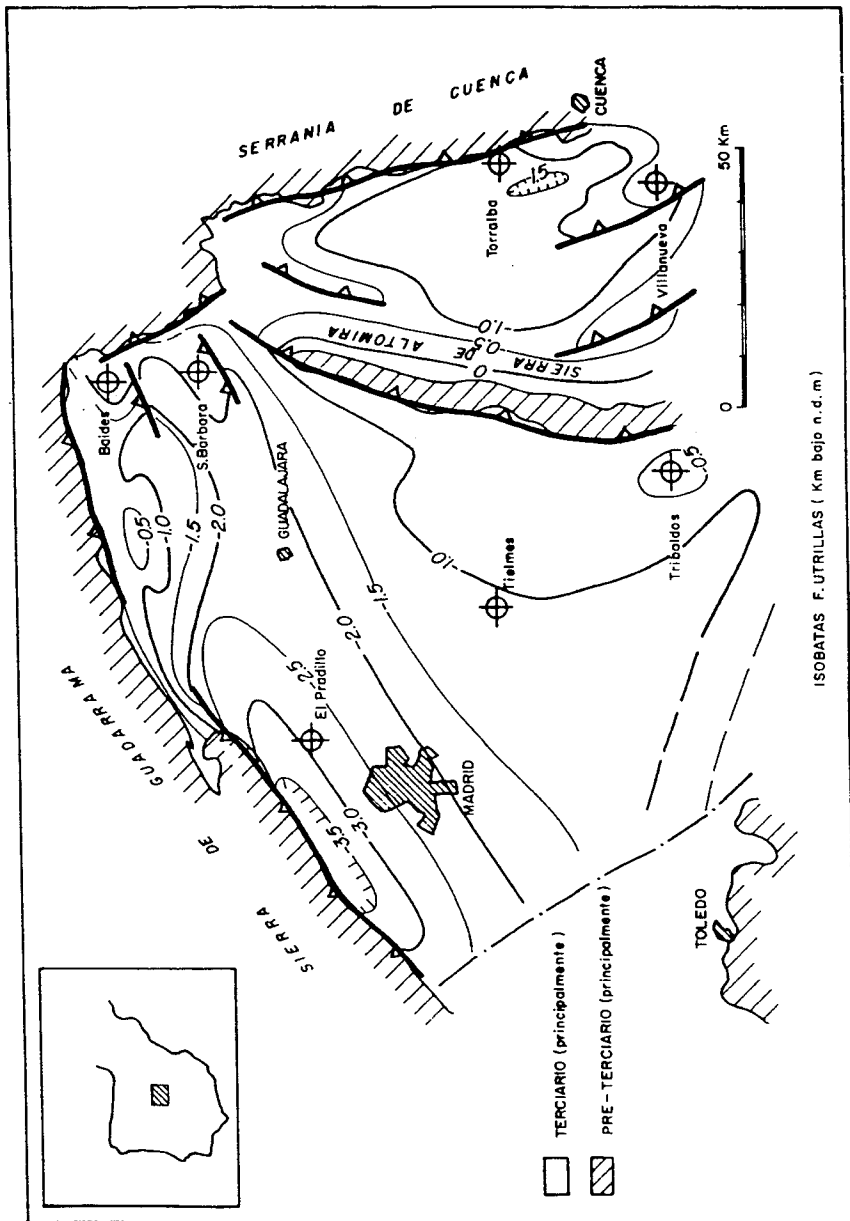 SIERRA DE GUADARRAMA
SERRANIA DE CUENCA
Baides
S. Barbara
GUADALAJARA
El Pradillo
MADRID
Tielmes
Tribaldos
SIERRA DE ALTOMIRA
Torralba
Villanueva
CUENCA
TOLEDO
-0.5
-1.0
-1.5
-2.0
-2.5
-3.0
-3.5
-2.0
-1.5
-1.0
-0.5
0
-0.5
-1.0
-1.5
0
50 Km
TERCIARIO (principalmente)
PRE-TERCIARIO (principalmente)
ISOBATAS F. UTRILLAS ( Km bajo n.d.m )